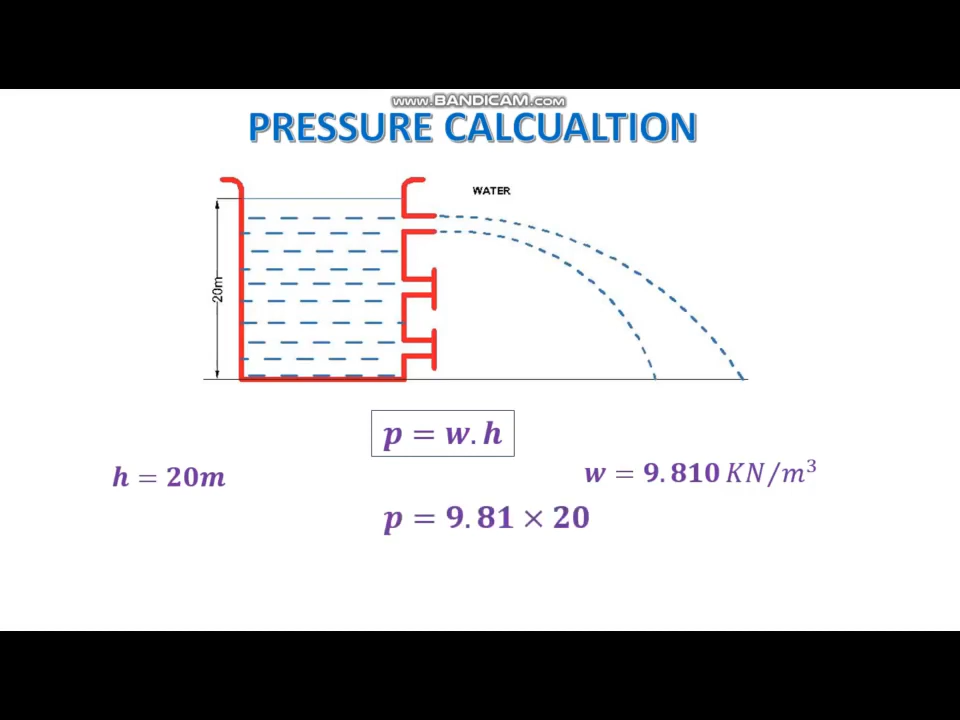 www.BANDICAM.com
PRESSURE CALCUALTION
WATER
20m
p = w.h
h = 20m
w = 9.810 KN/m³
p = 9.81 × 20